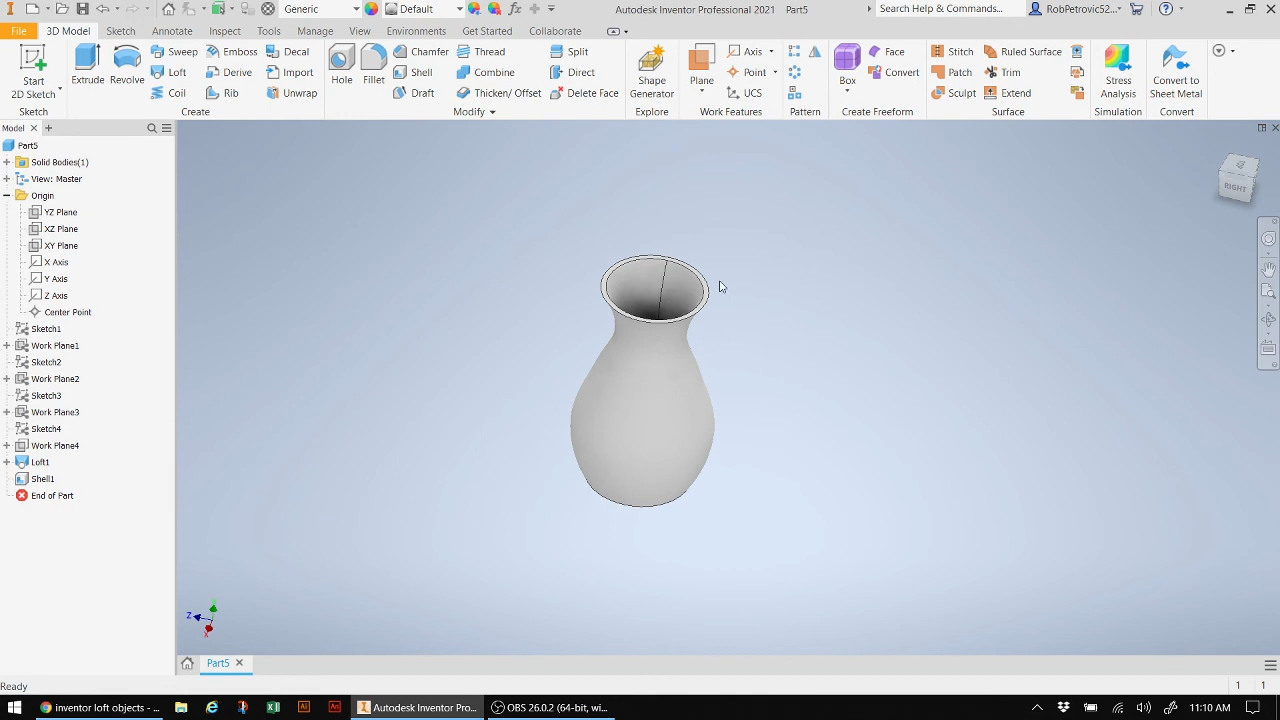 Generic
Default
Autodesk Inventor Professional 2021 Part5
Search Help & Commands...
RobPetrovic52...
File
3D Model
Sketch
Annotate
Inspect
Tools
Manage
View
Environments
Get Started
Collaborate
Start
2D Sketch
Extrude
Revolve
Sweep
Loft
Coil
Emboss
Derive
Rib
Decal
Import
Unwrap
Hole
Fillet
Chamfer
Shell
Draft
Thread
Combine
Thicken/ Offset
Split
Direct
Delete Face
Shape
Generator
Plane
Axis
Point
UCS
Box
Face
Convert
Stitch
Patch
Sculpt
Ruled Surface
Trim
Extend
Stress
Analysis
Convert to
Sheet Metal
Sketch
Create
Modify
Explore
Work Features
Pattern
Create Freeform
Surface
Simulation
Convert
Model
Part5
Solid Bodies(1)
View: Master
Origin
YZ Plane
XZ Plane
XY Plane
X Axis
Y Axis
Z Axis
Center Point
Sketch1
Work Plane1
Sketch2
Work Plane2
Sketch3
Work Plane3
Sketch4
Work Plane4
Loft1
Shell1
End of Part
RIGHT
Z
X
Part5
Ready
1 1
inventor loft objects - ...
Autodesk Inventor Pro...
OBS 26.0.2 (64-bit, wi...
11:10 AM